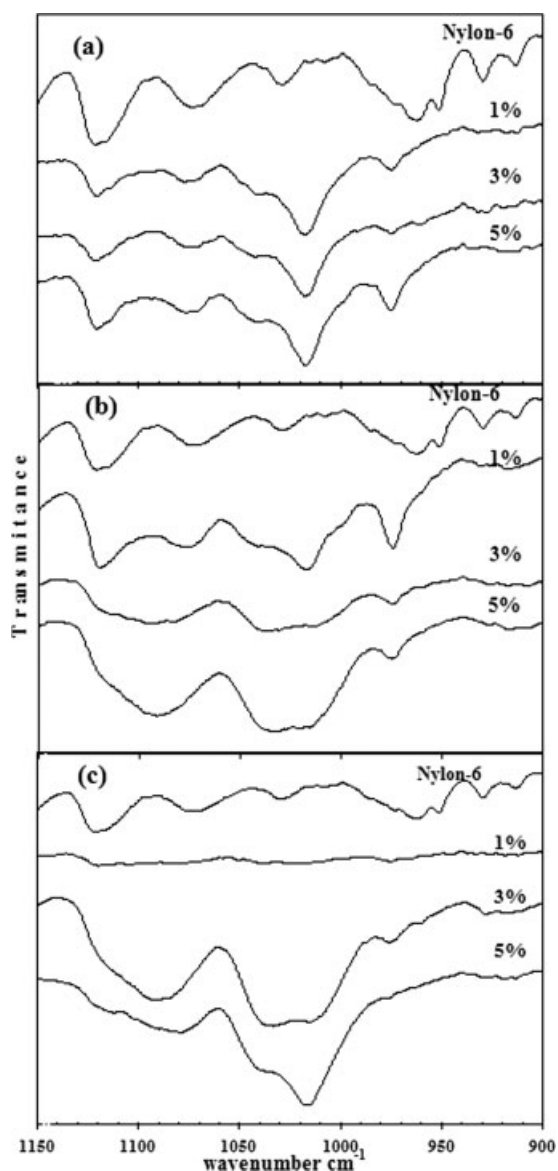 (a)
Nylon-6
1%
3%
5%
(b)
Nylon-6
1%
3%
5%
Transmitance
(c)
Nylon-6
1%
3%
5%
1150 1100 1050 1000 950 900
wavenumber cm-1